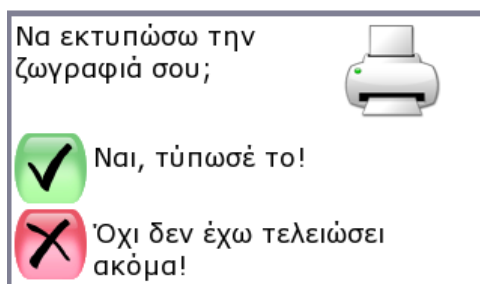 Να εκτυπώσω την
ζωγραφιά σου;
Ναι, τύπωσέ το!
Όχι δεν έχω τελειώσει
ακόμα!